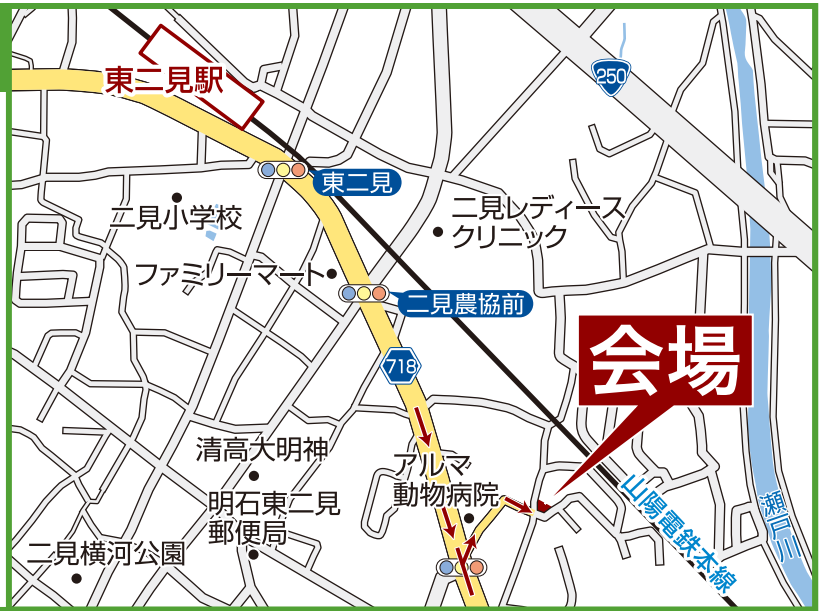 250
東二見駅
東二見
二見小学校
二見レディース
クリニック
ファミリーマート
二見農協前
会場
718
清高大明神
アルマ
動物病院
明石東二見
郵便局
山陽電鉄本線
瀬戸川
二見横河公園